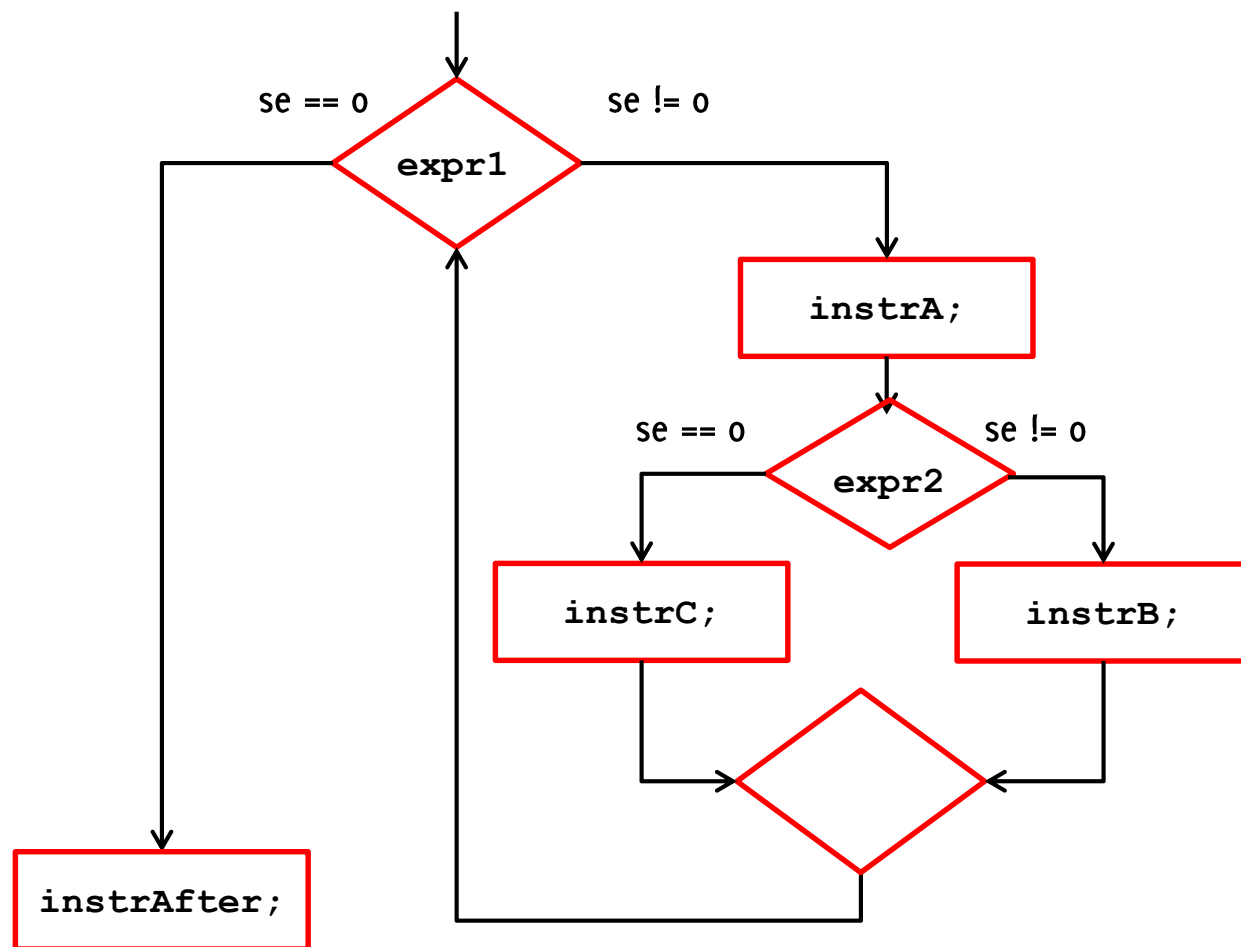 se == 0
se != 0
expr1
instrA;
se == 0
se != 0
expr2
instrC;
instrB;
instrAfter;